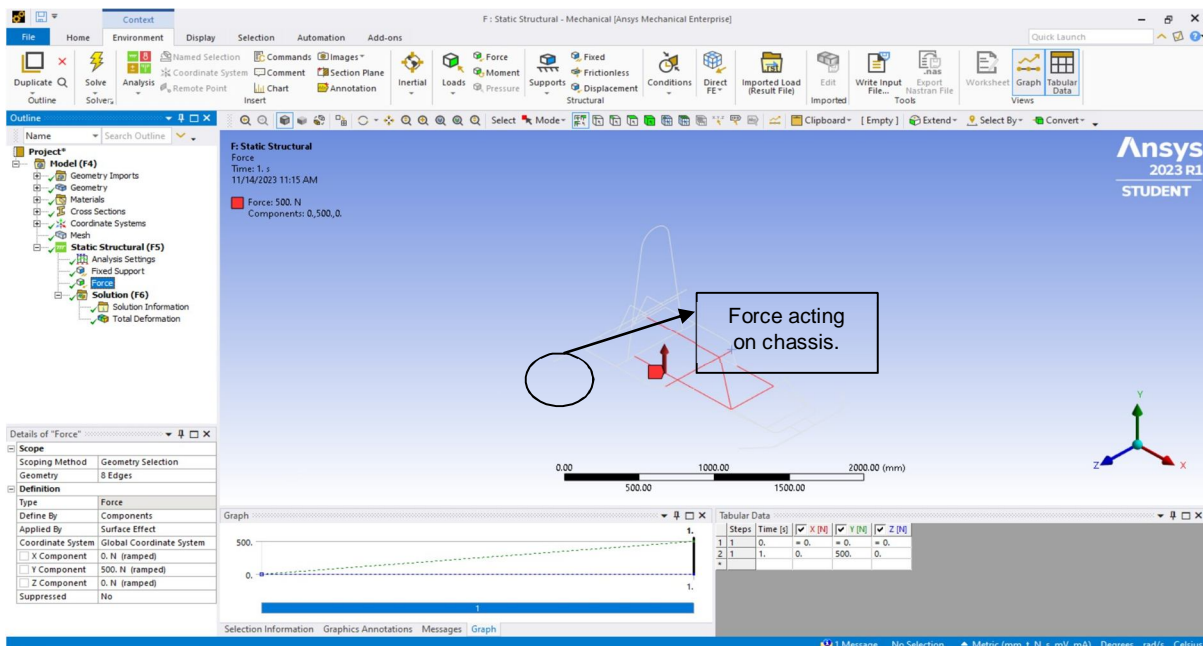 Context
F : Static Structural - Mechanical [Ansys Mechanical Enterprise]
File Home Environment Display Selection Automation Add-ons
Quick Launch
Duplicate
Outline
Solve
Solvers
Analysis
Named Selection
Coordinate System
Remote Point
Commands
Comment
Chart
Images
Section Plane
Annotation
Insert
Inertial
Loads
Force
Moment
Pressure
Supports
Fixed
Frictionless
Displacement
Structural
Conditions
Direct
FE
Imported Load
(Result File)
Edit
Imported
Write Input
File...
.nas
Export
Nastran File
Tools
Worksheet
Graph
Tabular
Data
Views
Outline
Select Mode Clipboard [ Empty ] Extend Select By Convert
Name Search Outline
Project*
Model (F4)
Geometry Imports
Geometry
Materials
Cross Sections
Coordinate Systems
Mesh
Static Structural (F5)
Analysis Settings
Fixed Support
Force
Solution (F6)
Solution Information
Total Deformation
F: Static Structural
Force
Time: 1. s
11/14/2023 11:15 AM
Force: 500. N
Components: 0.,500.,0.
Ansys
2023 R1
STUDENT
Force acting
on chassis.
Y
Z X
0.00 1000.00 2000.00 (mm)
500.00 1500.00
Details of "Force"
Scope
Scoping Method Geometry Selection
Geometry 8 Edges
Definition
Type Force
Define By Components
Applied By Surface Effect
Coordinate System Global Coordinate System
X Component 0. N (ramped)
Y Component 500. N (ramped)
Z Component 0. N (ramped)
Suppressed No
Graph
1.
500.
0.
1.
1
Selection Information Graphics Annotations Messages Graph
Tabular Data
Steps Time [s] X [N] Y [N] Z [N]
1 1 0. = 0. = 0. = 0.
2 1 1. 0. 500. 0.
*
1 Message No Selection Metric (mm, t, N, s, mV, mA) Degrees rad/s Celsius